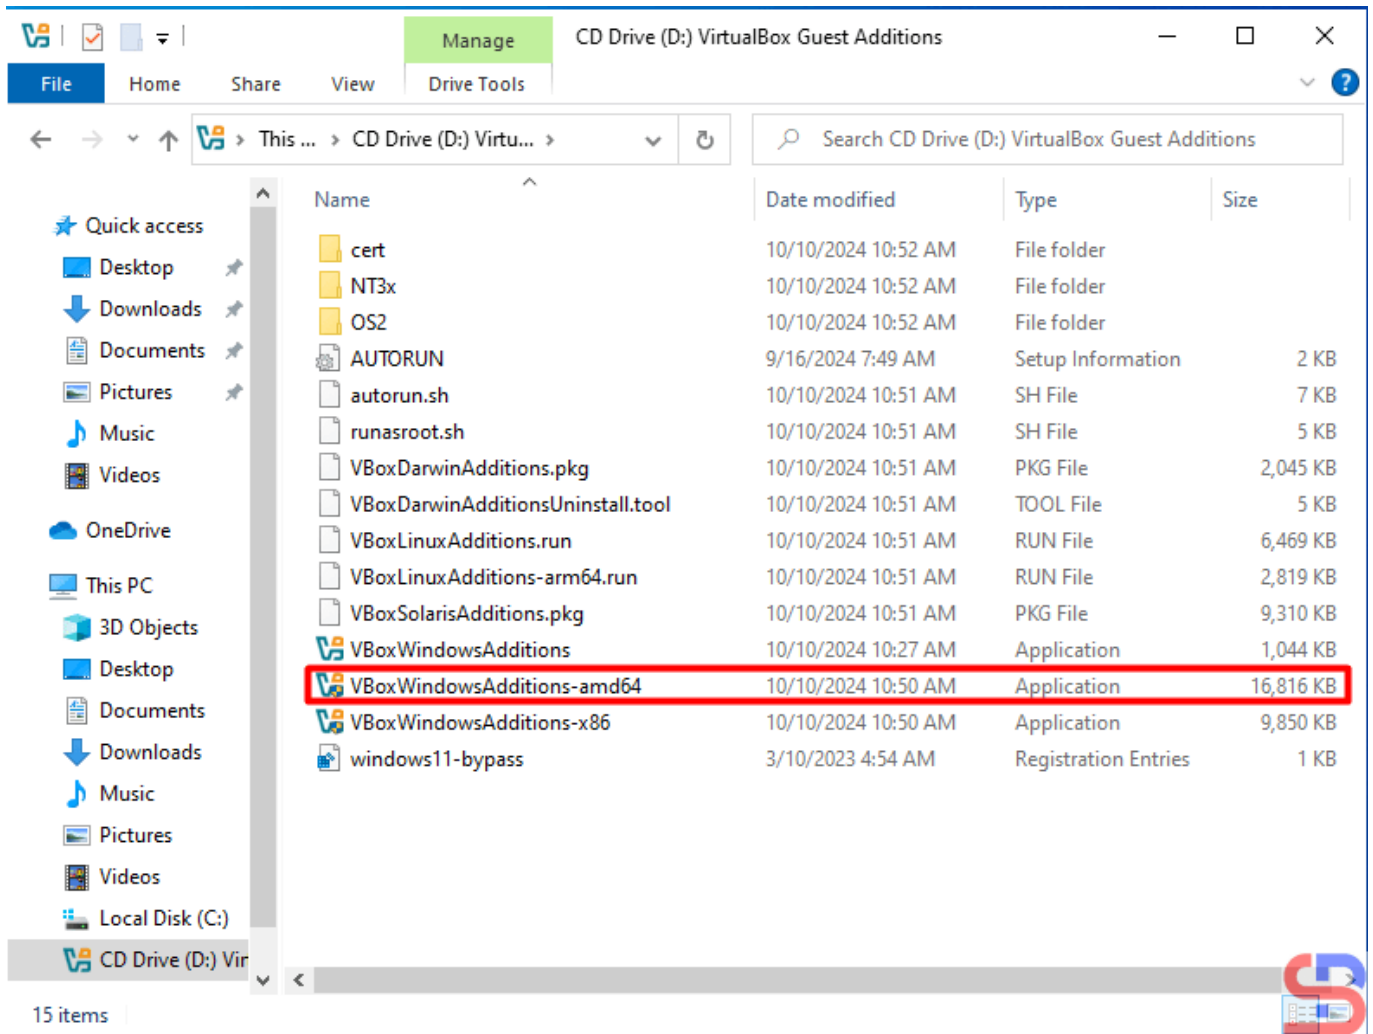 Manage
CD Drive (D:) VirtualBox Guest Additions
File Home Share View Drive Tools
?
This ... CD Drive (D:) Virtu...
Search CD Drive (D:) VirtualBox Guest Additions
Name Date modified Type Size
Quick access
Desktop
Downloads
Documents
Pictures
Music
Videos
OneDrive
This PC
3D Objects
Desktop
Documents
Downloads
Music
Pictures
Videos
Local Disk (C:)
CD Drive (D:) Vir
cert 10/10/2024 10:52 AM File folder
NT3x 10/10/2024 10:52 AM File folder
OS2 10/10/2024 10:52 AM File folder
AUTORUN 9/16/2024 7:49 AM Setup Information 2 KB
autorun.sh 10/10/2024 10:51 AM SH File 7 KB
runasroot.sh 10/10/2024 10:51 AM SH File 5 KB
VBoxDarwinAdditions.pkg 10/10/2024 10:51 AM PKG File 2,045 KB
VBoxDarwinAdditionsUninstall.tool 10/10/2024 10:51 AM TOOL File 5 KB
VBoxLinuxAdditions.run 10/10/2024 10:51 AM RUN File 6,469 KB
VBoxLinuxAdditions-arm64.run 10/10/2024 10:51 AM RUN File 2,819 KB
VBoxSolarisAdditions.pkg 10/10/2024 10:51 AM PKG File 9,310 KB
VBoxWindowsAdditions 10/10/2024 10:27 AM Application 1,044 KB
VBoxWindowsAdditions-amd64 10/10/2024 10:50 AM Application 16,816 KB
VBoxWindowsAdditions-x86 10/10/2024 10:50 AM Application 9,850 KB
windows11-bypass 3/10/2023 4:54 AM Registration Entries 1 KB
15 items